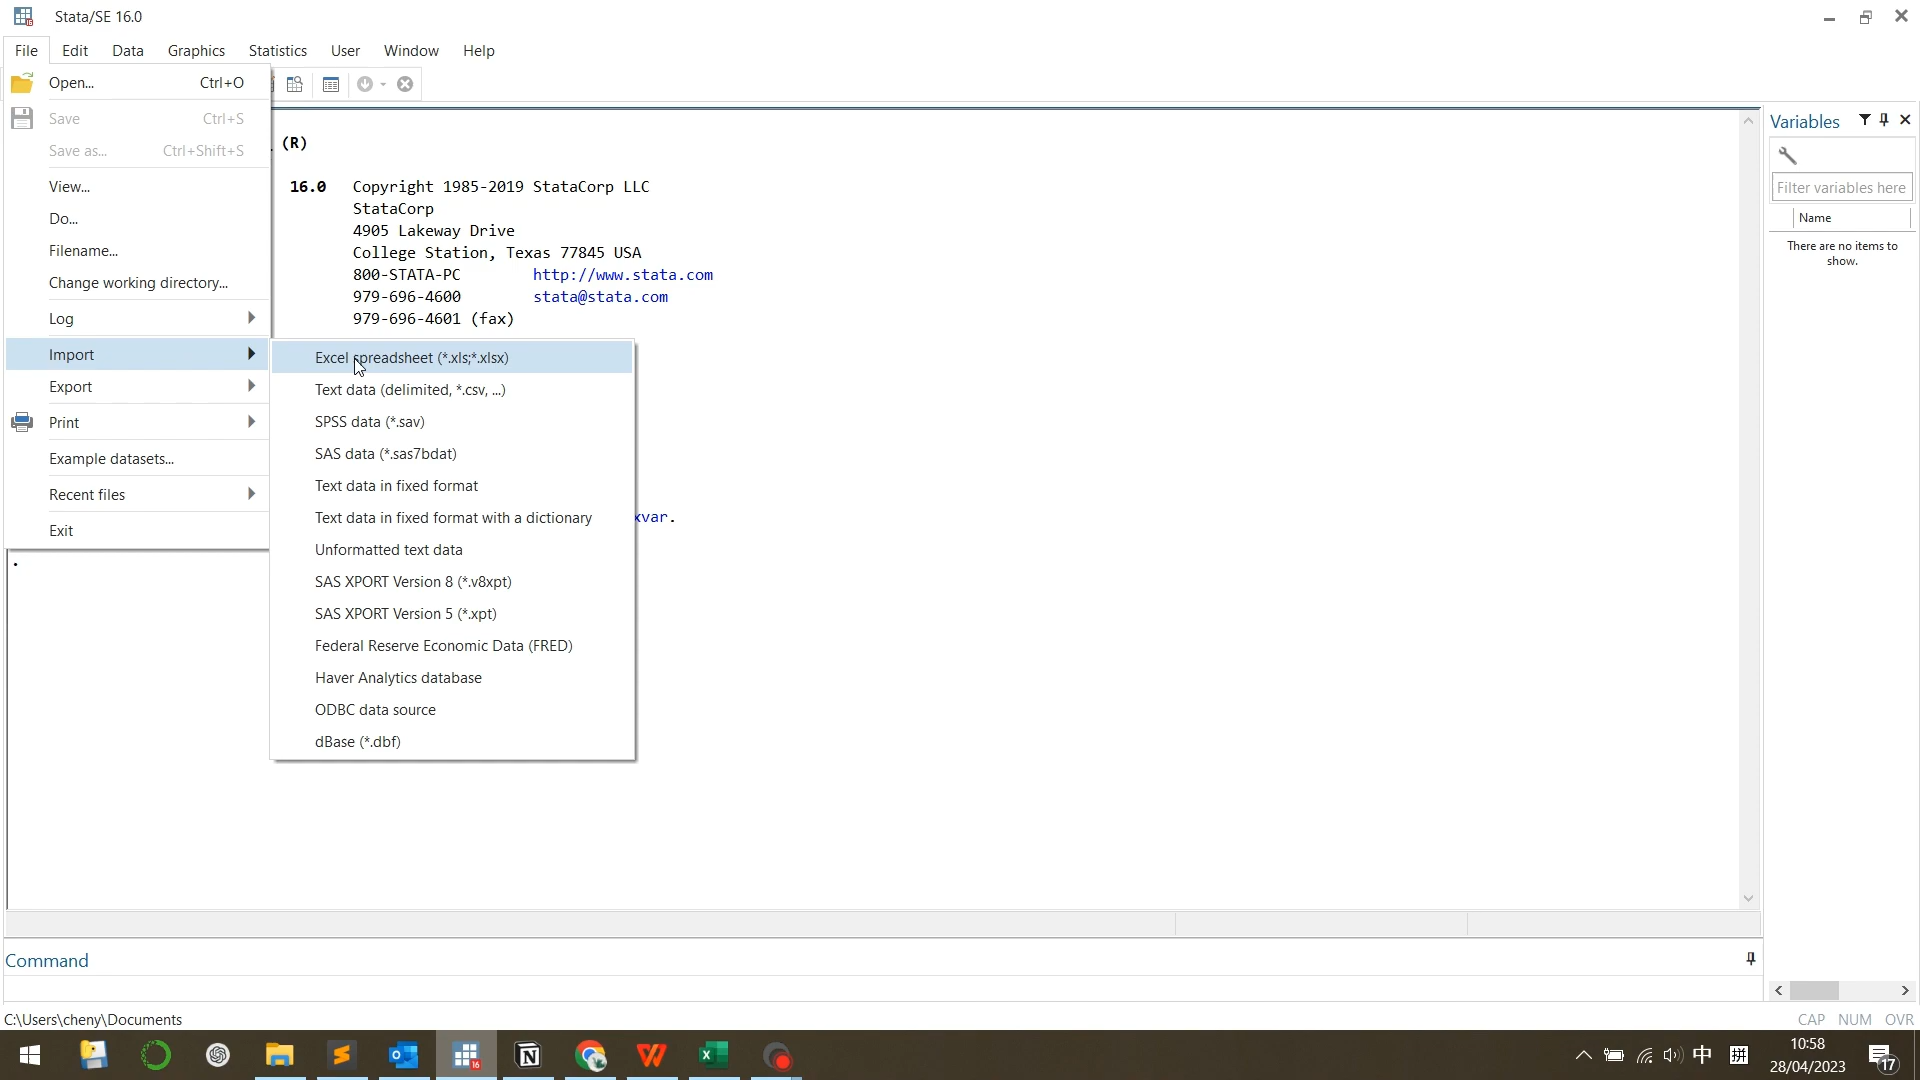 Stata/SE 16.0
File Edit Data Graphics Statistics User Window Help
Open... Ctrl+O
Save Ctrl+S
Save as... Ctrl+Shift+S
View...
Do...
Filename...
Change working directory...
Log
Import
Export
Print
Example datasets...
Recent files
Exit
(R)
16.0 Copyright 1985-2019 StataCorp LLC
StataCorp
4905 Lakeway Drive
College Station, Texas 77845 USA
800-STATA-PC http://www.stata.com
979-696-4600 stata@stata.com
979-696-4601 (fax)
Excel spreadsheet (*.xls;*.xlsx)
Text data (delimited, *.csv, ...)
SPSS data (*.sav)
SAS data (*.sas7bdat)
Text data in fixed format
Text data in fixed format with a dictionary
Unformatted text data
SAS XPORT Version 8 (*.v8xpt)
SAS XPORT Version 5 (*.xpt)
Federal Reserve Economic Data (FRED)
Haver Analytics database
ODBC data source
dBase (*.dbf)
xvar.
.
Variables
Filter variables here
Name
There are no items to
show.
Command
C:\Users\cheny\Documents
CAP NUM OVR
16
中 拼
10:58
28/04/2023
17